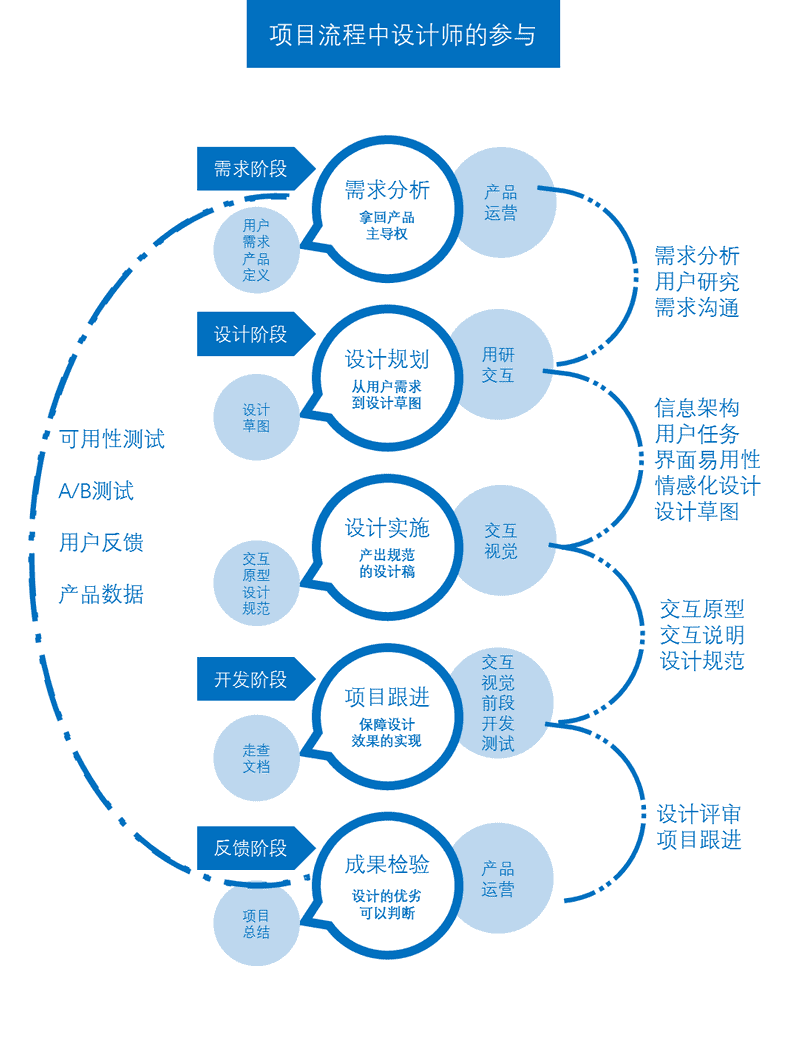 项目流程中设计师的参与
需求阶段
需求分析
拿回产品
主导权
产品
运营
用户
需求
产品
定义
需求分析
用户研究
需求沟通
设计阶段
设计规划
从用户需求
到设计草图
用研
交互
设计
草图
信息架构
用户任务
界面易用性
情感化设计
设计草图
可用性测试
A/B测试
用户反馈
产品数据
设计实施
产出规范
的设计稿
交互
视觉
交互
原型
设计
规范
交互原型
交互说明
设计规范
开发阶段
项目跟进
保障设计
效果的实现
交互
视觉
前段
开发
测试
走查
文档
设计评审
项目跟进
反馈阶段
成果检验
设计的优劣
可以判断
产品
运营
项目
总结